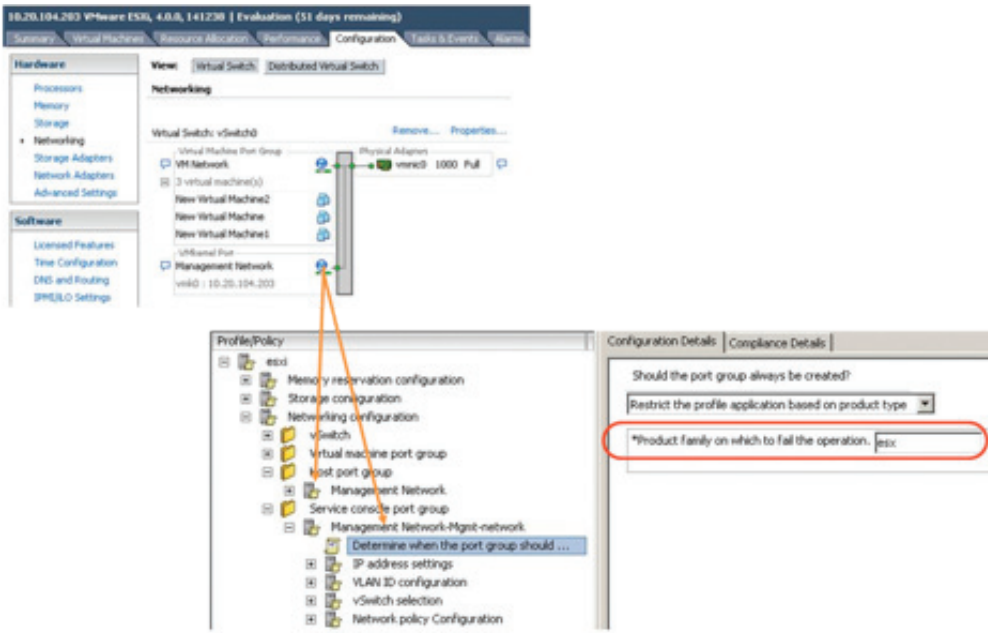 10.20.104.203 VMware ESXi, 4.0.0, 141230 | Evaluation (51 days remaining)
Summary Virtual Machines Resource Allocation Performance Configuration Tasks & Events Alarms
Hardware
Processors
Memory
Storage
Networking
Storage Adapters
Network Adapters
Advanced Settings
Software
Licensed Features
Time Configuration
DNS and Routing
IPMI/iLO Settings
View: Virtual Switch Distributed Virtual Switch
Networking
Virtual Switch: vSwitch0 Remove... Properties...
Virtual Machine Port Group Physical Adapters
VM Network vmnic0 1000 Full
3 virtual machine(s)
New Virtual Machine2
New Virtual Machine
New Virtual Machine1
VMkernel Port
Management Network
vmk0 : 10.20.104.203
Profile/Policy
esxi
Memory reservation configuration
Storage configuration
Networking configuration
vSwitch
Virtual machine port group
Host port group
Management Network
Service console port group
Management Network-Mgmt-network
Determine when the port group should ...
IP address settings
VLAN ID configuration
vSwitch selection
Network policy Configuration
Configuration Details Compliance Details
Should the port group always be created?
Restrict the profile application based on product type
*Product family on which to fail the operation. esx